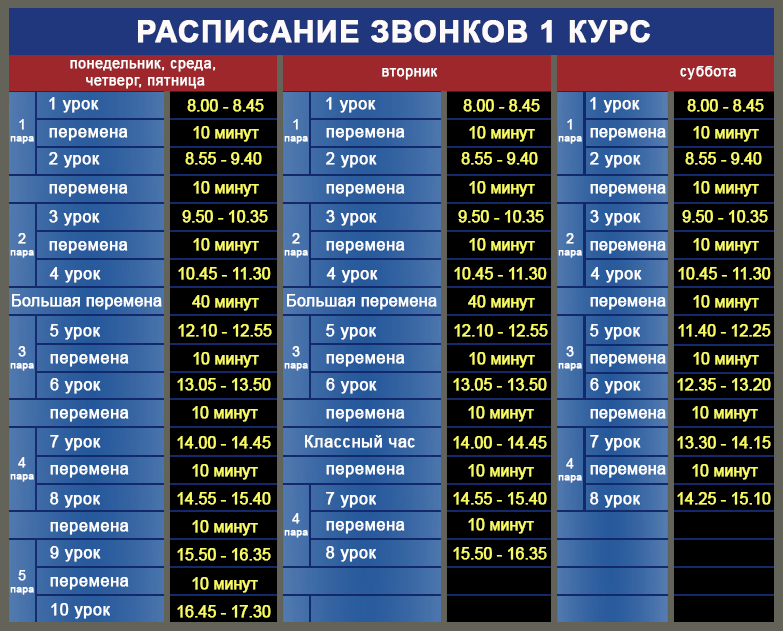 РАСПИСАНИЕ ЗВОНКОВ 1 КУРС
понедельник, среда,
четверг, пятница
1 пара
1 урок 8.00 - 8.45
перемена 10 минут
2 урок 8.55 - 9.40
перемена 10 минут
2 пара
3 урок 9.50 - 10.35
перемена 10 минут
4 урок 10.45 - 11.30
Большая перемена 40 минут
3 пара
5 урок 12.10 - 12.55
перемена 10 минут
6 урок 13.05 - 13.50
перемена 10 минут
4 пара
7 урок 14.00 - 14.45
перемена 10 минут
8 урок 14.55 - 15.40
перемена 10 минут
5 пара
9 урок 15.50 - 16.35
перемена 10 минут
10 урок 16.45 - 17.30
вторник
1 пара
1 урок 8.00 - 8.45
перемена 10 минут
2 урок 8.55 - 9.40
перемена 10 минут
2 пара
3 урок 9.50 - 10.35
перемена 10 минут
4 урок 10.45 - 11.30
Большая перемена 40 минут
3 пара
5 урок 12.10 - 12.55
перемена 10 минут
6 урок 13.05 - 13.50
перемена 10 минут
Классный час 14.00 - 14.45
перемена 10 минут
4 пара
7 урок 14.55 - 15.40
перемена 10 минут
8 урок 15.50 - 16.35
суббота
1 пара
1 урок 8.00 - 8.45
перемена 10 минут
2 урок 8.55 - 9.40
перемена 10 минут
2 пара
3 урок 9.50 - 10.35
перемена 10 минут
4 урок 10.45 - 11.30
перемена 10 минут
3 пара
5 урок 11.40 - 12.25
перемена 10 минут
6 урок 12.35 - 13.20
перемена 10 минут
4 пара
7 урок 13.30 - 14.15
перемена 10 минут
8 урок 14.25 - 15.10